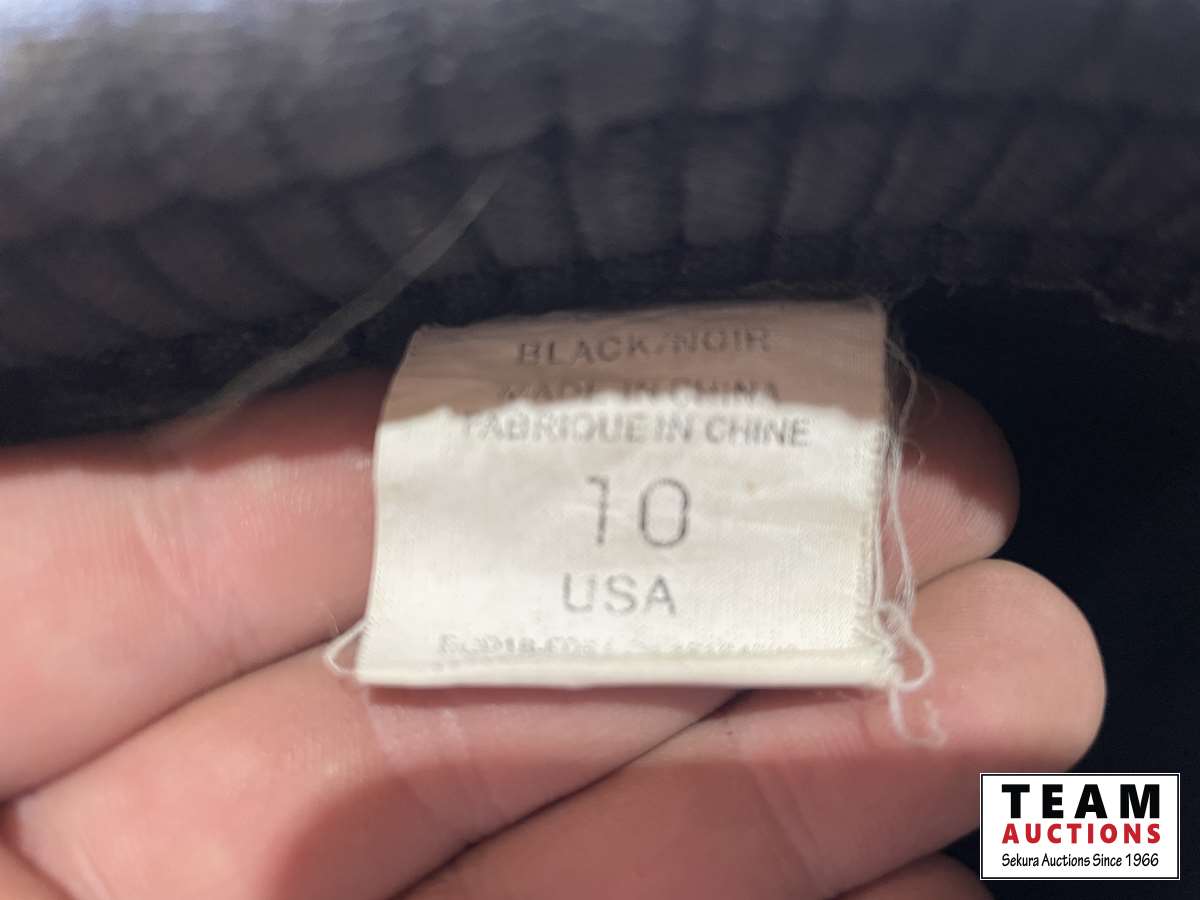 BLACK/NOIR
MADE IN CHINA
FABRIQUE IN CHINE
10
USA
TEAM
AUCTIONS
Sekura Auctions Since 1966